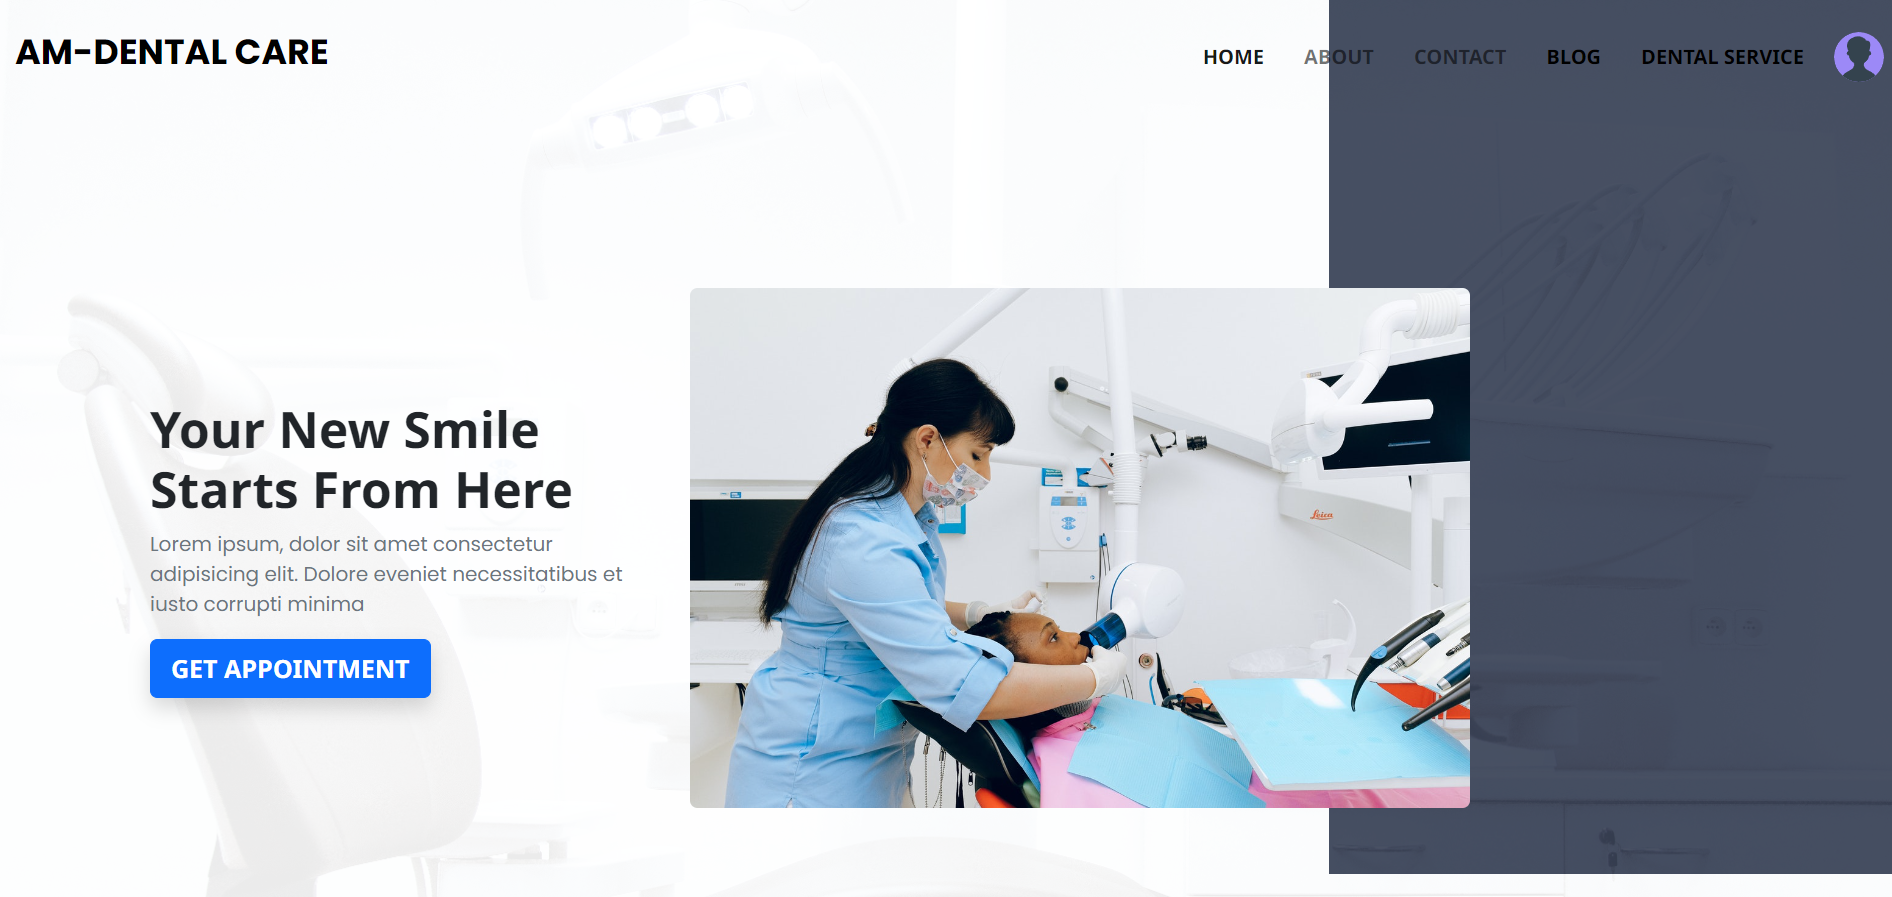 AM-DENTAL CARE
HOME ABOUT CONTACT BLOG DENTAL SERVICE
Your New Smile
Starts From Here
Lorem ipsum, dolor sit amet consectetur
adipisicing elit. Dolore eveniet necessitatibus et
iusto corrupti minima
GET APPOINTMENT
Leica